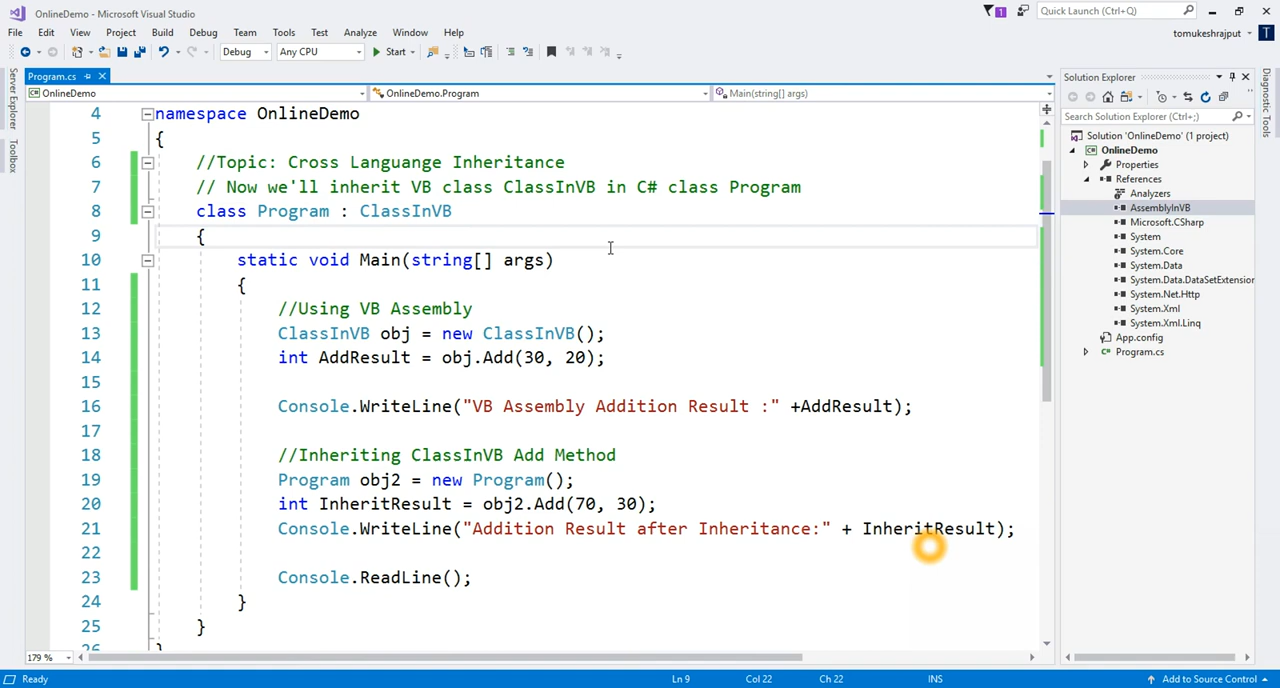 OnlineDemo - Microsoft Visual Studio
1
Quick Launch (Ctrl+Q)
File Edit View Project Build Debug Team Tools Test Analyze Window Help
tomukeshrajput T
Debug Any CPU Start
Server Explorer
Toolbox
Program.cs
OnlineDemo OnlineDemo.Program Main(string[] args)
4 namespace OnlineDemo
5 {
6 //Topic: Cross Languange Inheritance
7 // Now we'll inherit VB class ClassInVB in C# class Program
8 class Program : ClassInVB
9 {
10 static void Main(string[] args)
11 {
12 //Using VB Assembly
13 ClassInVB obj = new ClassInVB();
14 int AddResult = obj.Add(30, 20);
15
16 Console.WriteLine("VB Assembly Addition Result :" +AddResult);
17
18 //Inheriting ClassInVB Add Method
19 Program obj2 = new Program();
20 int InheritResult = obj2.Add(70, 30);
21 Console.WriteLine("Addition Result after Inheritance:" + InheritResult);
22
23 Console.ReadLine();
24 }
25 }
26 }
179 %
Solution Explorer
Search Solution Explorer (Ctrl+;)
Solution 'OnlineDemo' (1 project)
C# OnlineDemo
Properties
References
Analyzers
AssemblyInVB
Microsoft.CSharp
System
System.Core
System.Data
System.Data.DataSetExtension
System.Net.Http
System.Xml
System.Xml.Linq
App.config
C# Program.cs
Diagnostic Tools
Ready Ln 9 Col 22 Ch 22 INS Add to Source Control